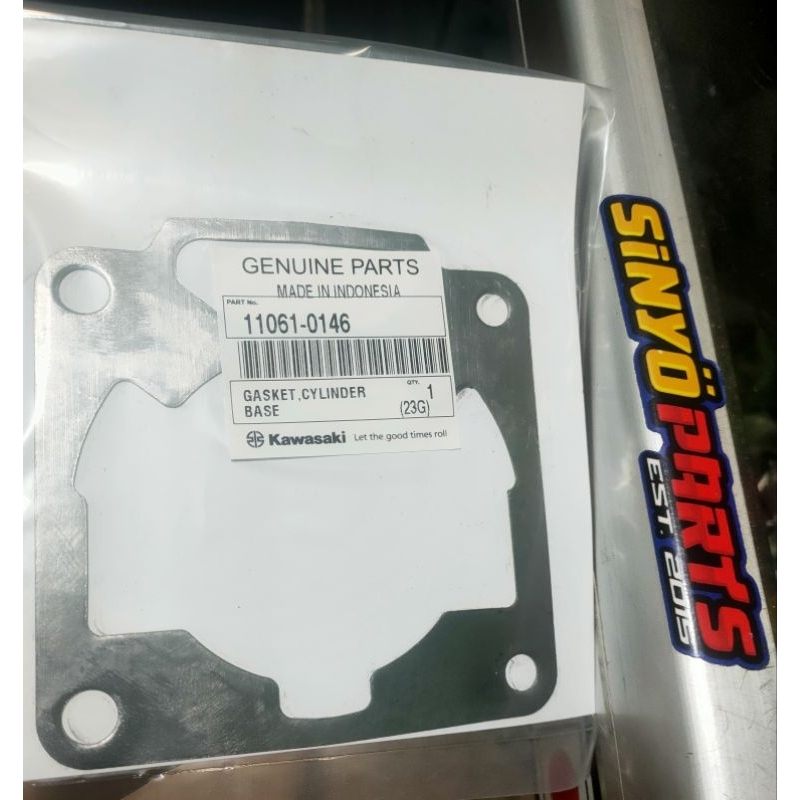 GENUINE PARTS
MADE IN INDONESIA
PART No.
11061-0146
GASKET,CYLINDER
BASE
QTY.
1
(23G)
Kawasaki Let the good times roll
SiNYÖ PARTS
EST. 2015